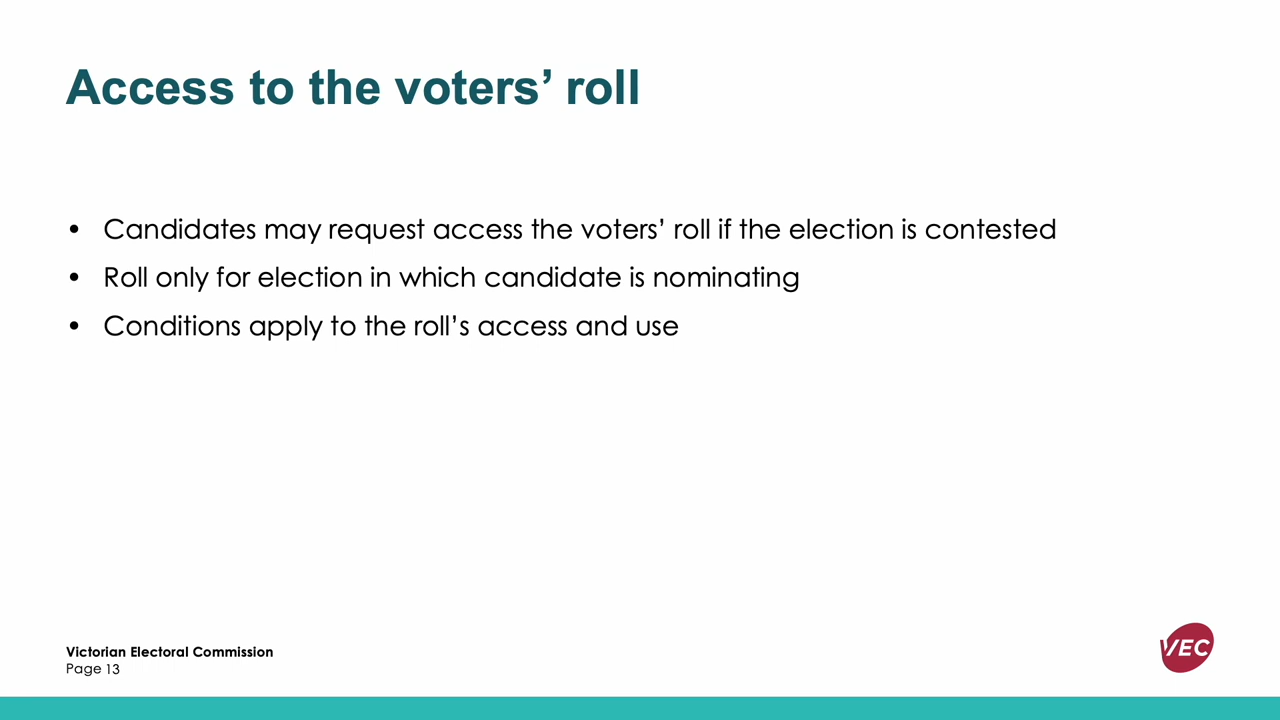 Access to the voters’ roll
• Candidates may request access the voters’ roll if the election is contested
• Roll only for election in which candidate is nominating
• Conditions apply to the roll’s access and use
Victorian Electoral Commission
Page 13
VEC